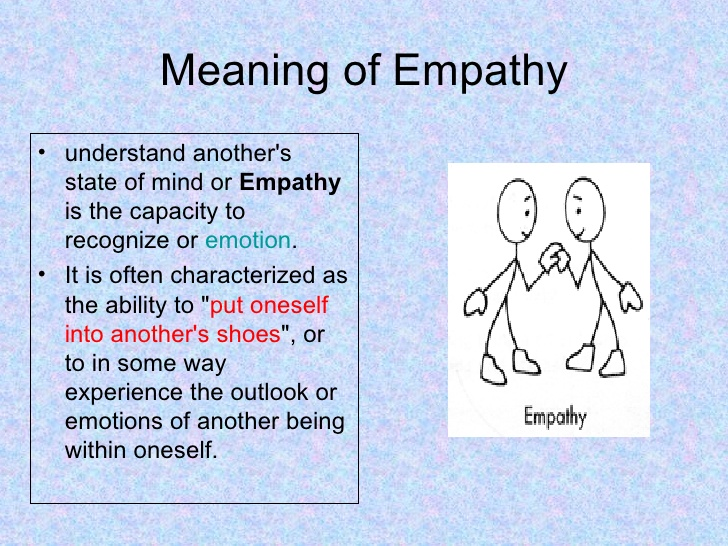 Meaning of Empathy
• understand another's
state of mind or Empathy
is the capacity to
recognize or emotion.
• It is often characterized as
the ability to "put oneself
into another's shoes", or
to in some way
experience the outlook or
emotions of another being
within oneself.
Empathy